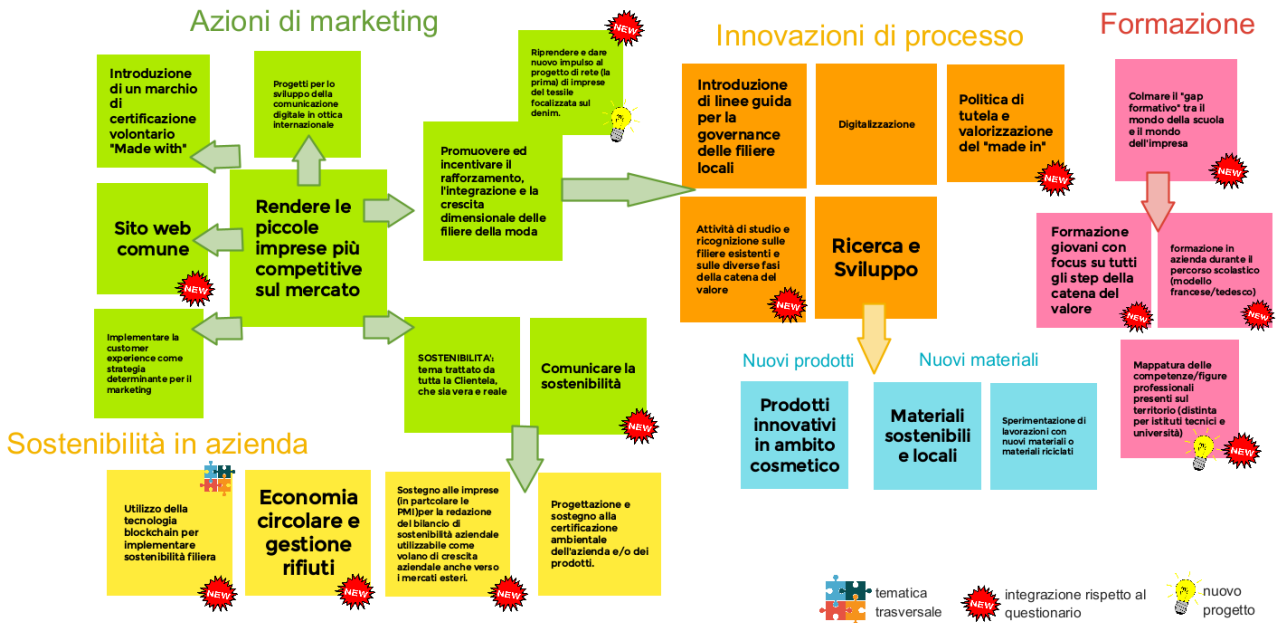 Azioni di marketing
Introduzione
di un marchio
di
certificazione
volontario
"Made with"
Progetti per lo
sviluppo della
comunicazione
digitale in ottica
internazionale
NEW
Riprendere e dare
nuovo impulso al
progetto di rete (la
prima) di imprese
del tessile
focalizzata sul
denim.
Promuovere ed
incentivare il
rafforzamento,
l'integrazione e la
crescita
dimensionale delle
filiere della moda
Sito web
comune
NEW
Rendere le
piccole
imprese più
competitive
sul mercato
Implementare la
customer
experience come
strategia
determinante per il
marketing
SOSTENIBILITA':
tema trattato da
tutta la Clientela,
che sia vera e reale
Comunicare la
sostenibilità
NEW
Innovazioni di processo
Introduzione
di linee guida
per la
governance
delle filiere
locali
Digitalizzazione
Politica di
tutela e
valorizzazione
del "made in"
NEW
Attività di studio e
ricognizione sulle
filiere esistenti e
sulle diverse fasi
della catena del
valore
NEW
Ricerca e
Sviluppo
Nuovi prodotti
Nuovi materiali
Prodotti
innovativi
in ambito
cosmetico
Materiali
sostenibili
e locali
Sperimentazione di
lavorazioni con
nuovi materiali o
materiali riciclati
Formazione
Colmare il "gap
formativo" tra il
mondo della scuola
e il mondo
dell'impresa
NEW
Formazione
giovani con
focus su tutti
gli step della
catena del
valore
NEW
formazione in
azienda durante il
percorso scolastico
(modello
francese/tedesco)
NEW
Mappatura delle
competenze/figure
professionali
presenti sul
territorio (distinta
per istituti tecnici e
università)
NEW
Sostenibilità in azienda
Utilizzo della
tecnologia
blockchain per
implementare
sostenibilità filiera
NEW
Economia
circolare e
gestione
rifiuti
NEW
Sostegno alle imprese
(in partcolare le
PMI)per la redazione
del bilancio di
sostenibilità aziendale
utilizzabile come
volano di crescita
aziendale anche verso
i mercati esteri.
NEW
Progettazione e
sostegno alla
certificazione
ambientale
dell'azienda e/o dei
prodotti.
tematica
trasversale
NEW
integrazione rispetto al
questionario
nuovo
progetto